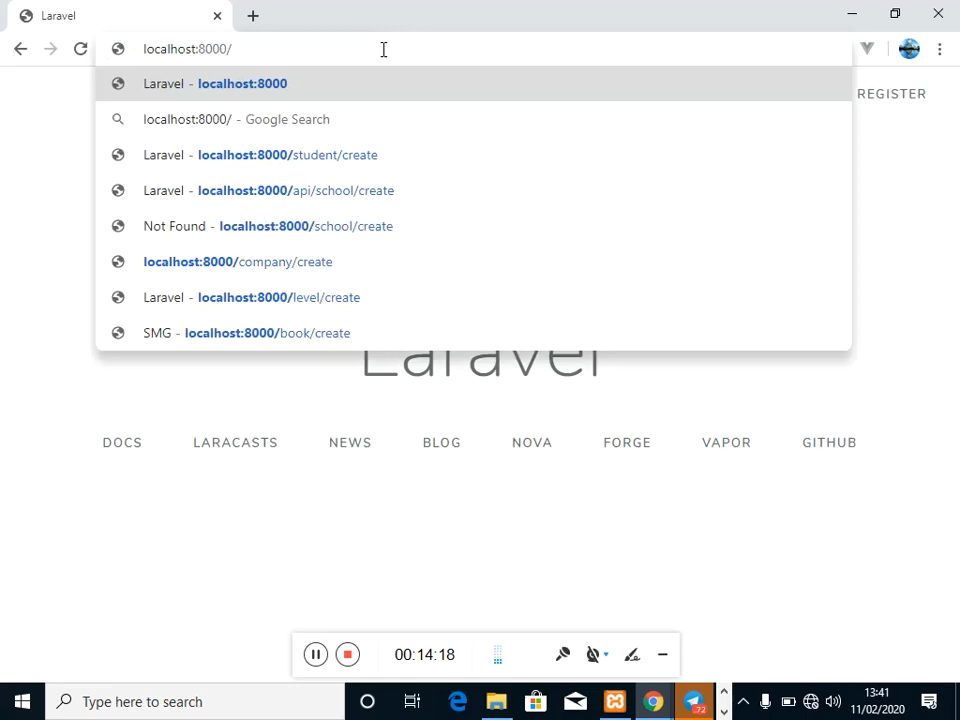 Laravel
localhost:8000/
Laravel - localhost:8000
localhost:8000/ - Google Search
Laravel - localhost:8000/student/create
Laravel - localhost:8000/api/school/create
Not Found - localhost:8000/school/create
localhost:8000/company/create
Laravel - localhost:8000/level/create
SMG - localhost:8000/book/create
REGISTER
Laravel
DOCS LARACASTS NEWS BLOG NOVA FORGE VAPOR GITHUB
00:14:18
Type here to search
72
13:41
11/02/2020